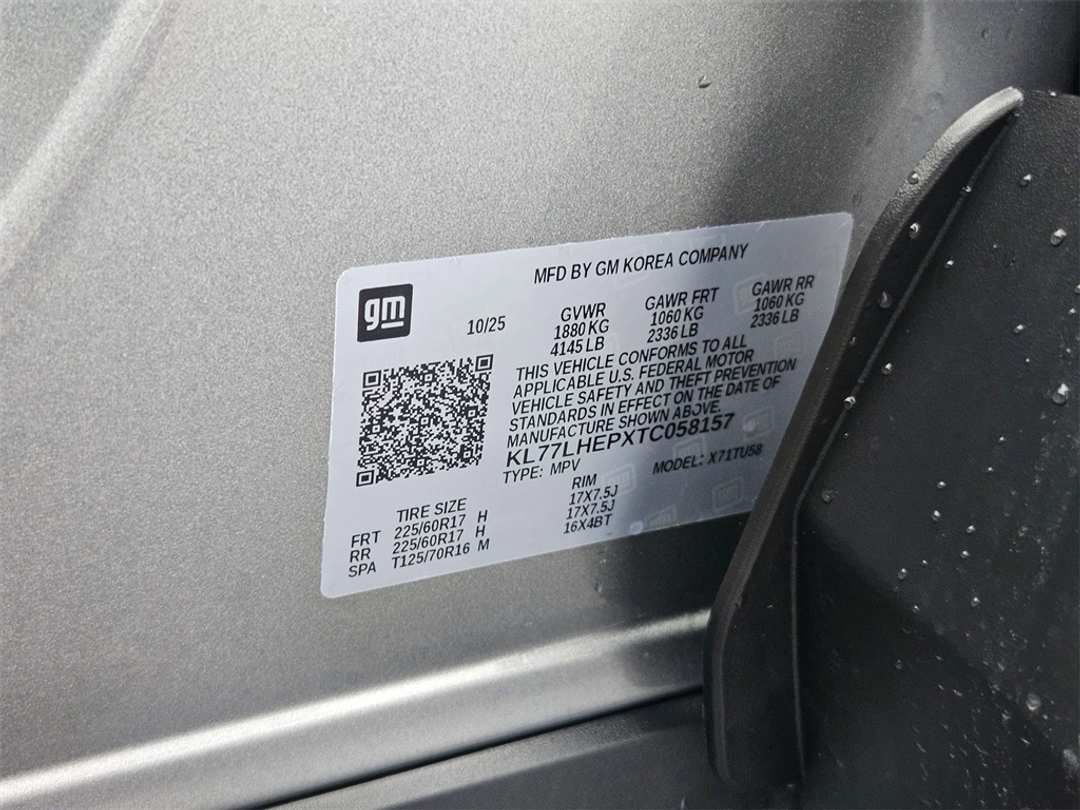 MFD BY GM KOREA COMPANY
gm
10/25
GVWR GAWR FRT GAWR RR
1880 KG 1060 KG 1060 KG
4145 LB 2336 LB 2336 LB
THIS VEHICLE CONFORMS TO ALL
APPLICABLE U.S. FEDERAL MOTOR
VEHICLE SAFETY AND THEFT PREVENTION
STANDARDS IN EFFECT ON THE DATE OF
MANUFACTURE SHOWN ABOVE.
KL77LHEPXTC058157
TYPE: MPV MODEL: X71TU58
TIRE SIZE RIM
FRT 225/60R17 H 17X7.5J
RR 225/60R17 H 17X7.5J
SPA T125/70R16 M 16X4BT